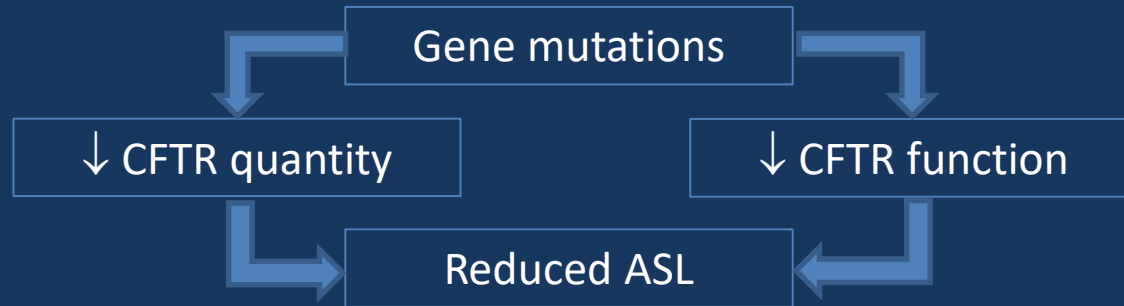 Gene mutations
↓ CFTR quantity
↓ CFTR function
Reduced ASL